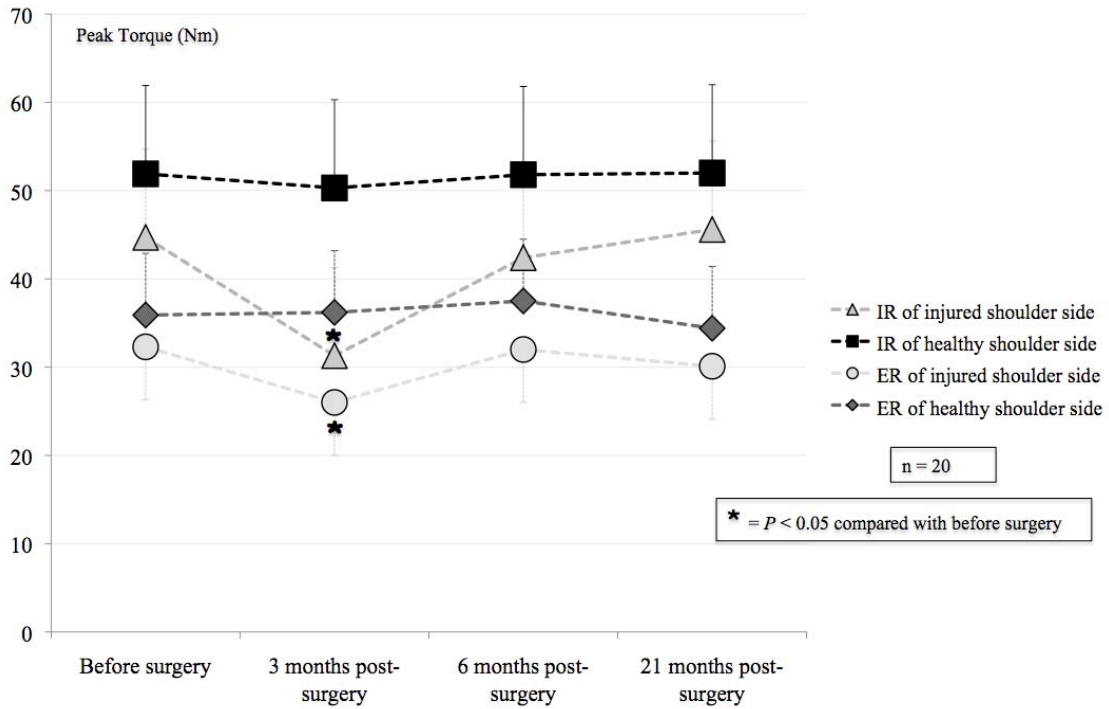 70
Peak Torque (Nm)
60
50
40
30
20
10
0
Before surgery
3 months post-
surgery
6 months post-
surgery
21 months post-
surgery
IR of injured shoulder side
IR of healthy shoulder side
ER of injured shoulder side
ER of healthy shoulder side
n = 20
* = P < 0.05 compared with before surgery
*
*